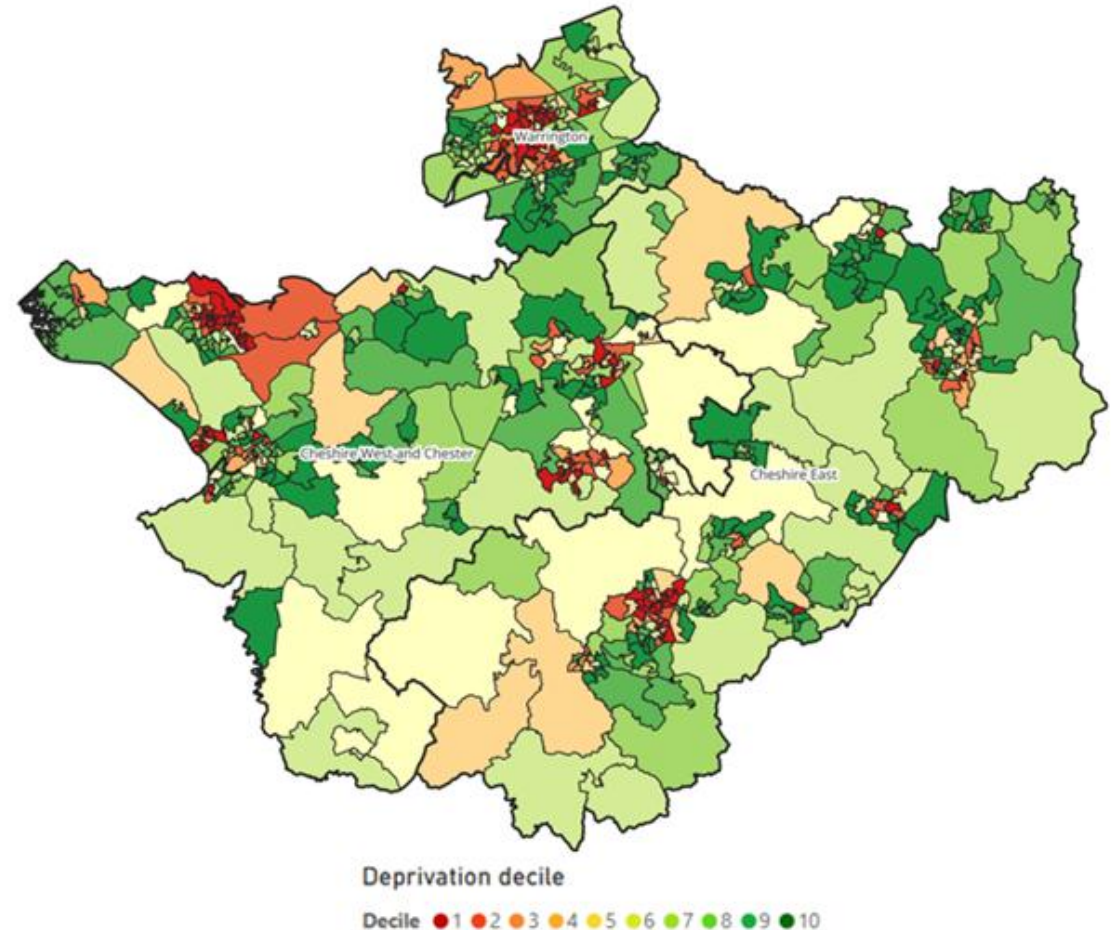 Warrington
Cheshire West and Chester
Cheshire East
Deprivation decile
Decile 1 2 3 4 5 6 7 8 9 10